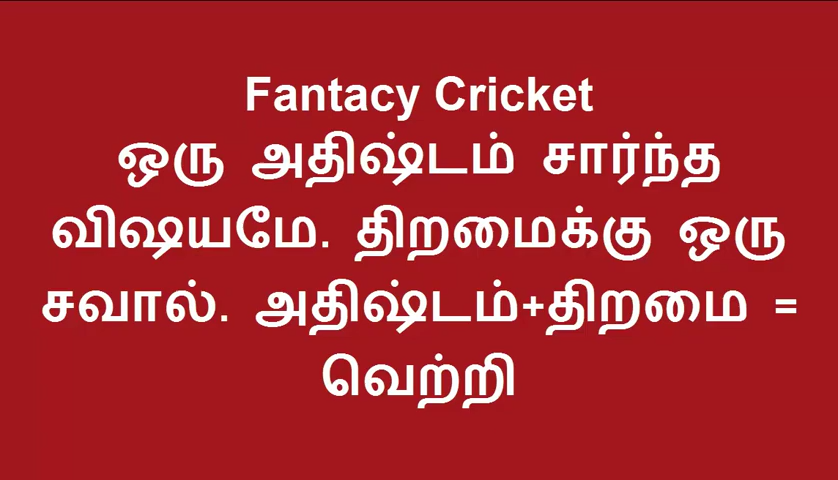 Fantacy Cricket
ஒரு அதிஷ்டம் சார்ந்த
விஷயமே. திறமைக்கு ஒரு
சவால். அதிஷ்டம்+திறமை =
வெற்றி